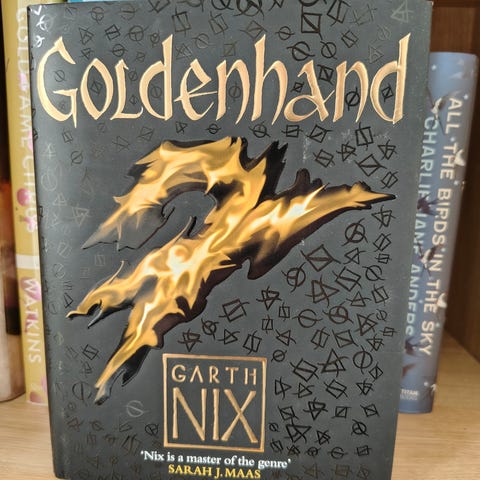 Goldenhand
GARTH
NIX
'Nix is a master of the genre'
SARAH J. MAAS
WATKINS
ALL THE BIRDS IN THE SKY
CHARLIE JANE ANDERS
TITAN